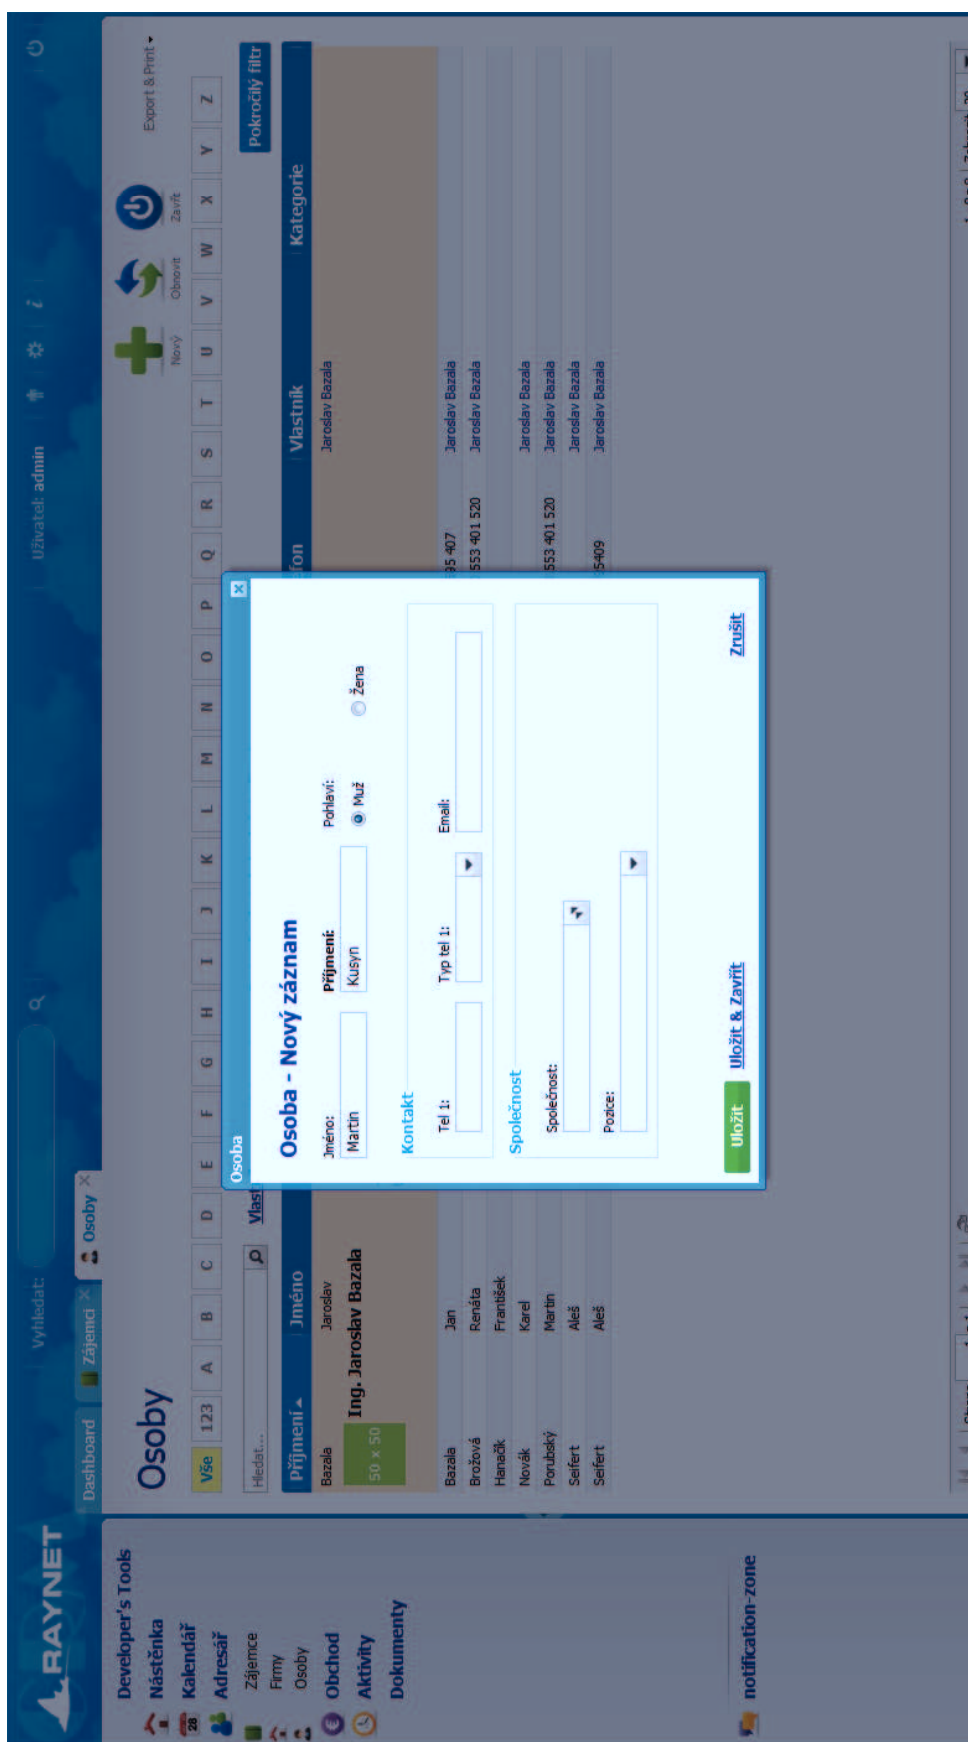 RAYNET
Vyhledat:
Uživatel: admin
Developer's Tools
Nástěnka
28
Kalendář
Adresář
Zájemce
Firmy
Osoby
Obchod
Aktivity
Dokumenty
notification-zone
Dashboard
Zájemci
Osoby
Osoby
Nový
Obnovit
Zavřít
Export & Print
Vše 123 A B C D E F G H I J K L M N O P Q R S T U V W X Y Z
Hledat...
Pokročilý filtr
Příjmení Jméno Vlastník Kategorie
Bazala Jaroslav Jaroslav Bazala
50 x 50
Ing. Jaroslav Bazala
Bazala Jan 95 407 Jaroslav Bazala
Brožová Renáta 553 401 520 Jaroslav Bazala
Hanačík František
Novák Karel Jaroslav Bazala
Porubský Martin 553 401 520 Jaroslav Bazala
Seifert Aleš Jaroslav Bazala
Seifert Aleš 95409 Jaroslav Bazala
Osoba
Osoba - Nový záznam
Jméno: Příjmení: Pohlaví:
Martin Kusyn Muž Žena
Kontakt
Tel 1: Typ tel 1: Email:
Společnost
Společnost:
Pozice:
Uložit Uložit & Zavřít Zrušit